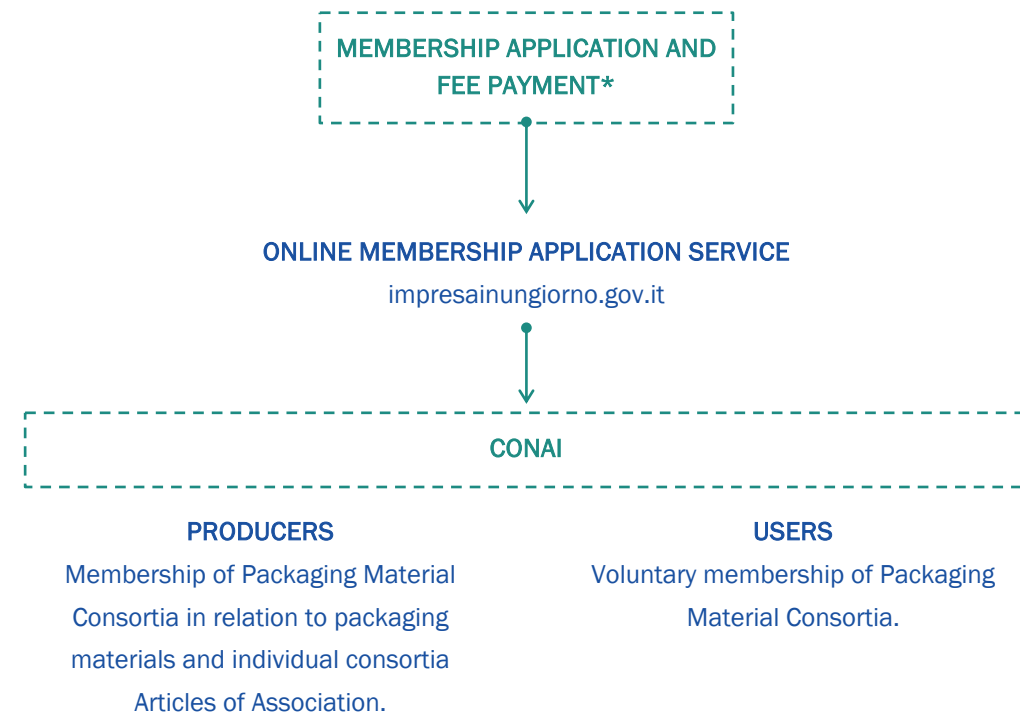 MEMBERSHIP APPLICATION AND
FEE PAYMENT*
ONLINE MEMBERSHIP APPLICATION SERVICE
impresainungiorno.gov.it
CONAI
PRODUCERS
Membership of Packaging Material
Consortia in relation to packaging
materials and individual consortia
Articles of Association.
USERS
Voluntary membership of Packaging
Material Consortia.